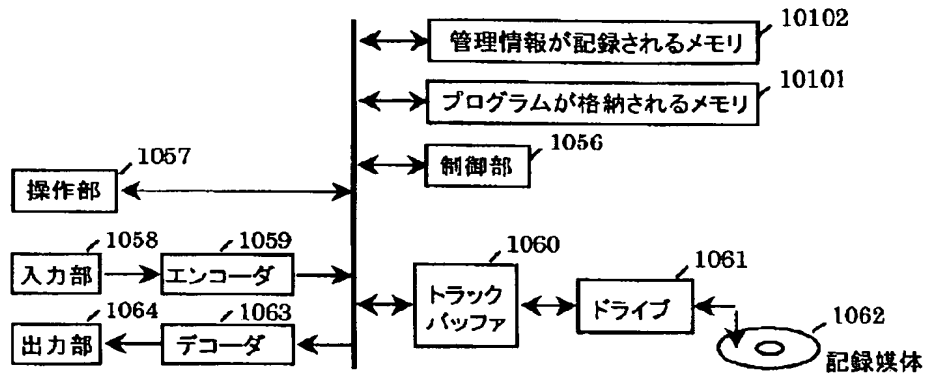 10102
管理情報が記録されるメモリ
10101
プログラムが格納されるメモリ
1056
制御部
1057
操作部
1058
入力部
1059
エンコーダ
1064
出力部
1063
デコーダ
1060
トラック
バッファ
1061
ドライブ
1062
記録媒体